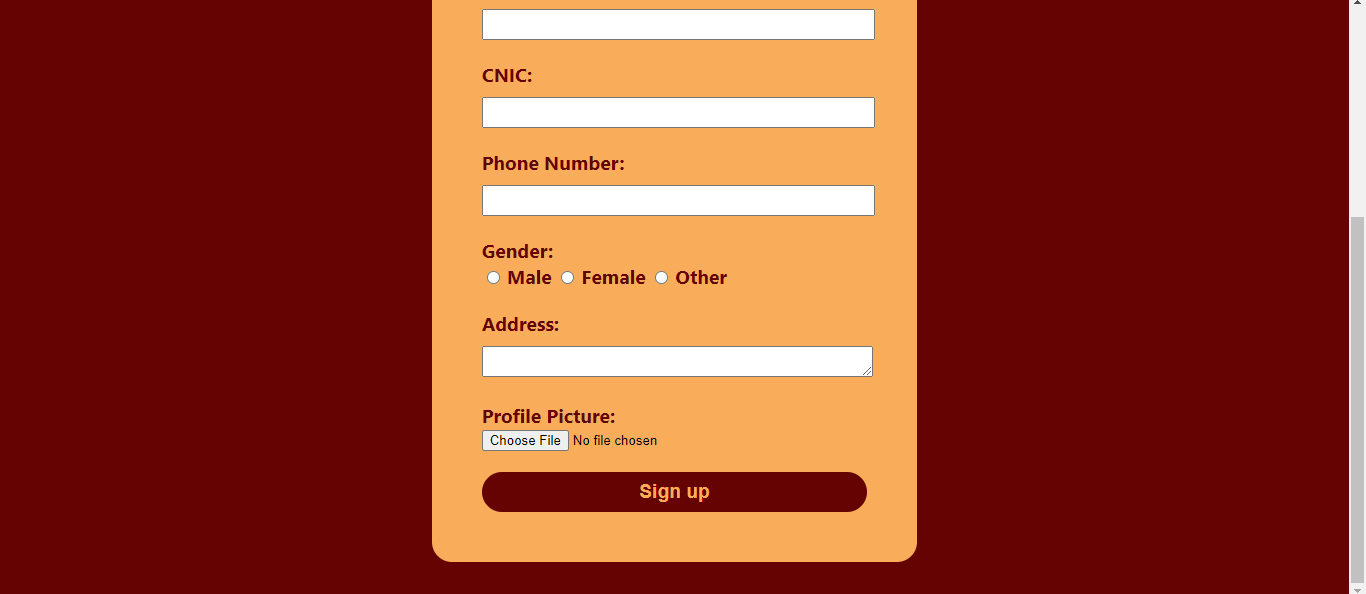 CNIC:
Phone Number:
Gender:
Male Female Other
Address:
Profile Picture:
Choose File No file chosen
Sign up